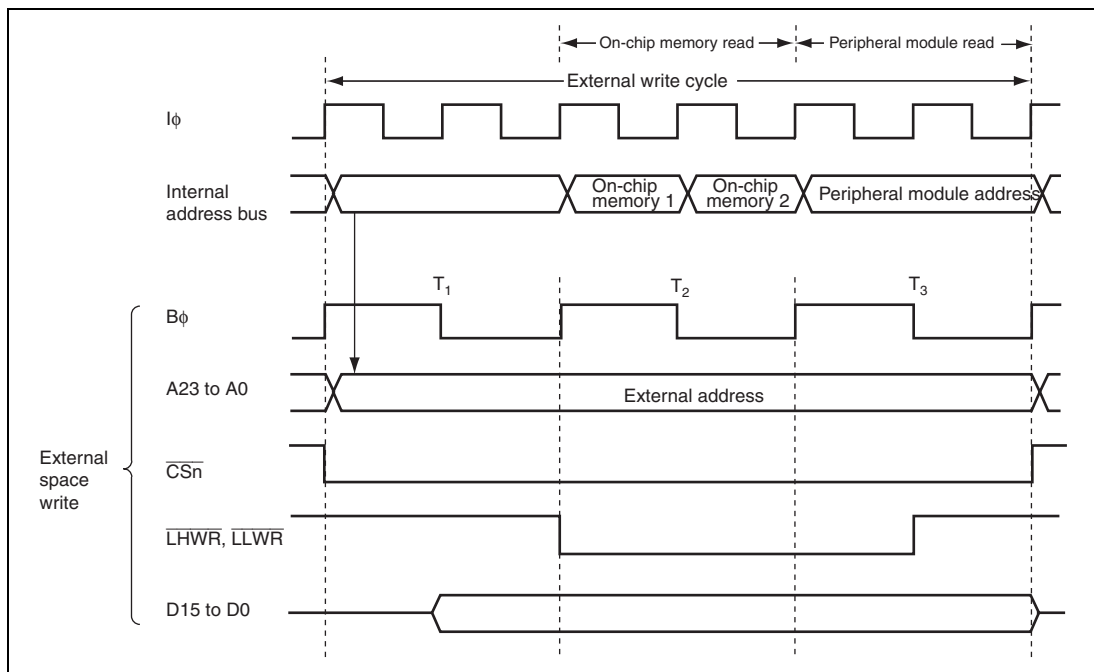 On-chip memory read
Peripheral module read
External write cycle
Iϕ
Internal
address bus
On-chip
memory 1
On-chip
memory 2
Peripheral module address
T1
T2
T3
Bϕ
A23 to A0
External address
External
space
write
CSn
LHWR, LLWR
D15 to D0